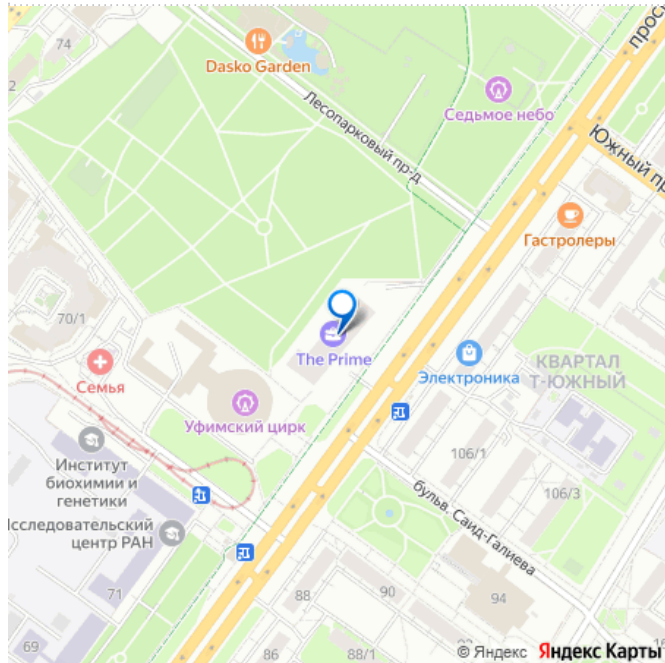 74
2
Dasko Garden
прос
Седьмое небо
Лесопарковый пр-д
Южный пр
Гастролеры
70/1
The Prime
Семья
Электроника
КВАРТАЛ
Т-ЮЖНЫЙ
Уфимский цирк
Институт
биохимии и
генетики
106/1
106/3
Исследовательский
центр РАН
бульв. Саид-Галиева
71
88
90
94
69
86
88/1
© Яндекс Яндекс Карты